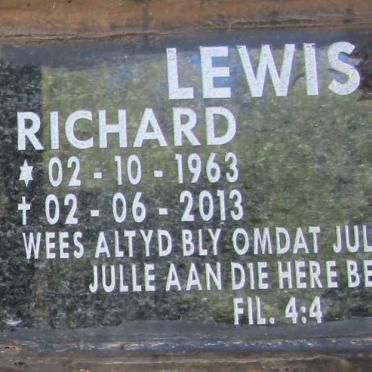 LEWIS
RICHARD
* 02 - 10 - 1963
† 02 - 06 - 2013
WEES ALTYD BLY OMDAT JUL
JULLE AAN DIE HERE BE
FIL. 4:4